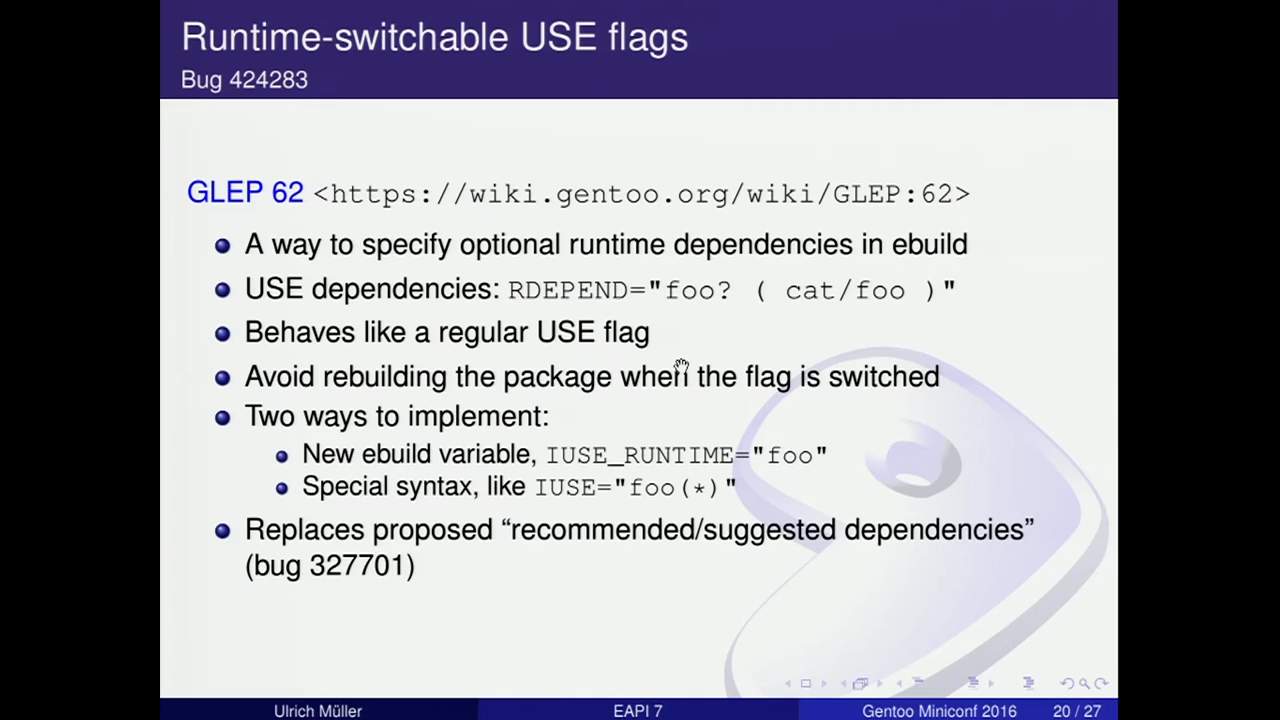 Runtime-switchable USE flags
Bug 424283
GLEP 62 <https://wiki.gentoo.org/wiki/GLEP:62>
A way to specify optional runtime dependencies in ebuild
USE dependencies: RDEPEND="foo? ( cat/foo )"
Behaves like a regular USE flag
Avoid rebuilding the package when the flag is switched
Two ways to implement:
New ebuild variable, IUSE_RUNTIME="foo"
Special syntax, like IUSE="foo(*)"
Replaces proposed “recommended/suggested dependencies”
(bug 327701)
Ulrich Müller EAPI 7 Gentoo Miniconf 2016 20 / 27